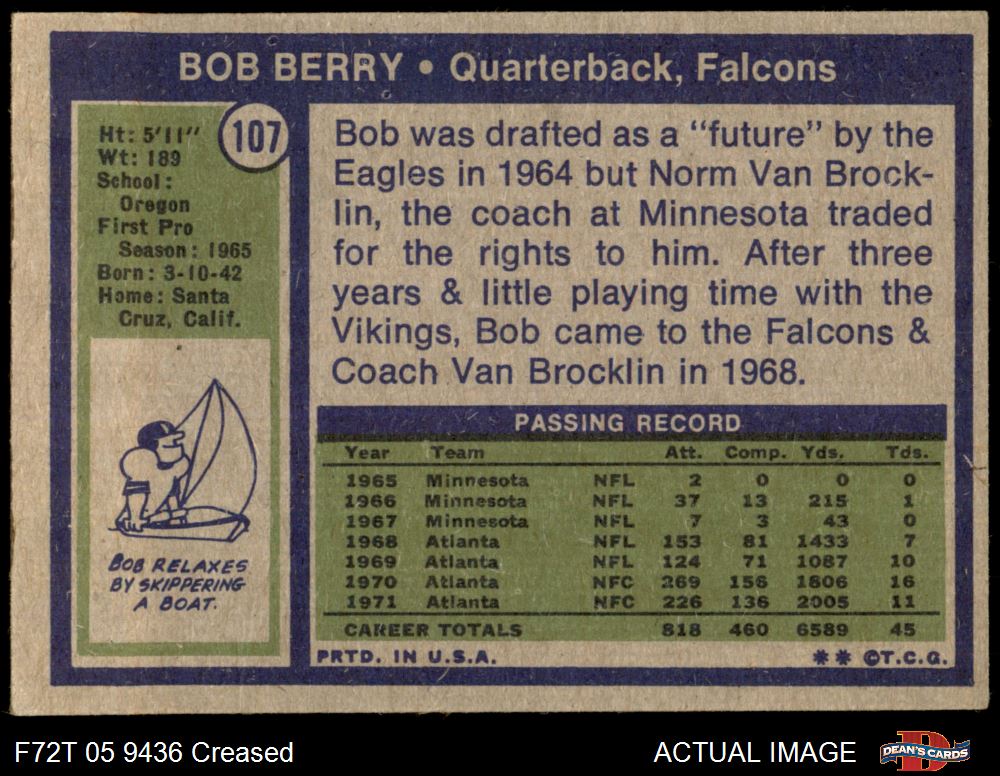 BOB BERRY • Quarterback, Falcons
107
Ht: 5'11"
Wt: 189
School:
Oregon
First Pro
Season: 1965
Born: 3-10-42
Home: Santa
Cruz, Calif.
BOB RELAXES
BY SKIPPERING
A BOAT.
Bob was drafted as a "future" by the
Eagles in 1964 but Norm Van Brock-
lin, the coach at Minnesota traded
for the rights to him. After three
years & little playing time with the
Vikings, Bob came to the Falcons &
Coach Van Brocklin in 1968.
PASSING RECORD
Year Team Att. Comp. Yds. Tds.
1965 Minnesota NFL 2 0 0 0
1966 Minnesota NFL 37 13 215 1
1967 Minnesota NFL 7 3 43 0
1968 Atlanta NFL 153 81 1433 7
1969 Atlanta NFL 124 71 1087 10
1970 Atlanta NFC 269 156 1806 16
1971 Atlanta NFC 226 136 2005 11
CAREER TOTALS 818 460 6589 45
PRTD. IN U.S.A. ** ©T.C.G.
F72T 05 9436 Creased
ACTUAL IMAGE
DEAN'S CARDS